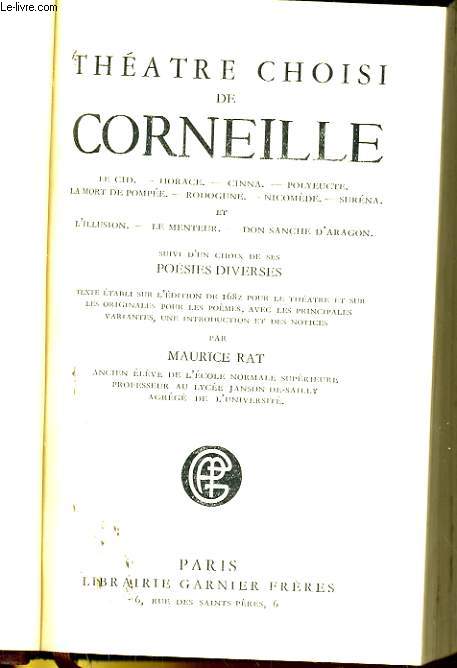 Le-livre.com
THÉATRE CHOISI
DE
CORNEILLE
LE CID. — HORACE. — CINNA. — POLYEUCTE.
LA MORT DE POMPÉE. — RODOGUNE. — NICOMÈDE. — SURÉNA.
ET
L'ILLUSION. — LE MENTEUR. — DON SANCHE D'ARAGON.
SUIVI D'UN CHOIX DE SES
POÉSIES DIVERSES
TEXTE ÉTABLI SUR L'ÉDITION DE 1682 POUR LE THÉATRE ET SUR
LES ORIGINALES POUR LES POÈMES, AVEC LES PRINCIPALES
VARIANTES, UNE INTRODUCTION ET DES NOTICES
PAR
MAURICE RAT
ANCIEN ÉLÈVE DE L'ÉCOLE NORMALE SUPÉRIEURE
PROFESSEUR AU LYCÉE JANSON-DE-SAILLY
AGRÉGÉ DE L'UNIVERSITÉ.
PARIS
LIBRAIRIE GARNIER FRÈRES
6, RUE DES SAINTS-PÈRES, 6